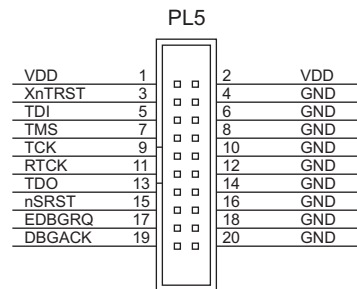 PL5
VDD 1 2 VDD
XnTRST 3 4 GND
TDI 5 6 GND
TMS 7 8 GND
TCK 9 10 GND
RTCK 11 12 GND
TDO 13 14 GND
nSRST 15 16 GND
EDBGRQ 17 18 GND
DBGACK 19 20 GND